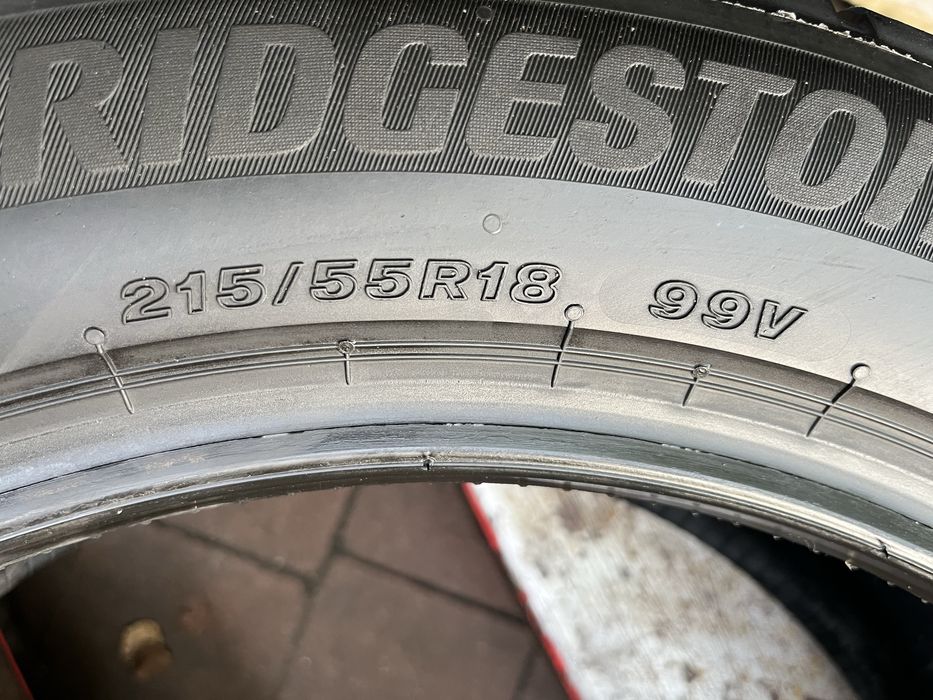 RIDGESTON
215/55R18 99V